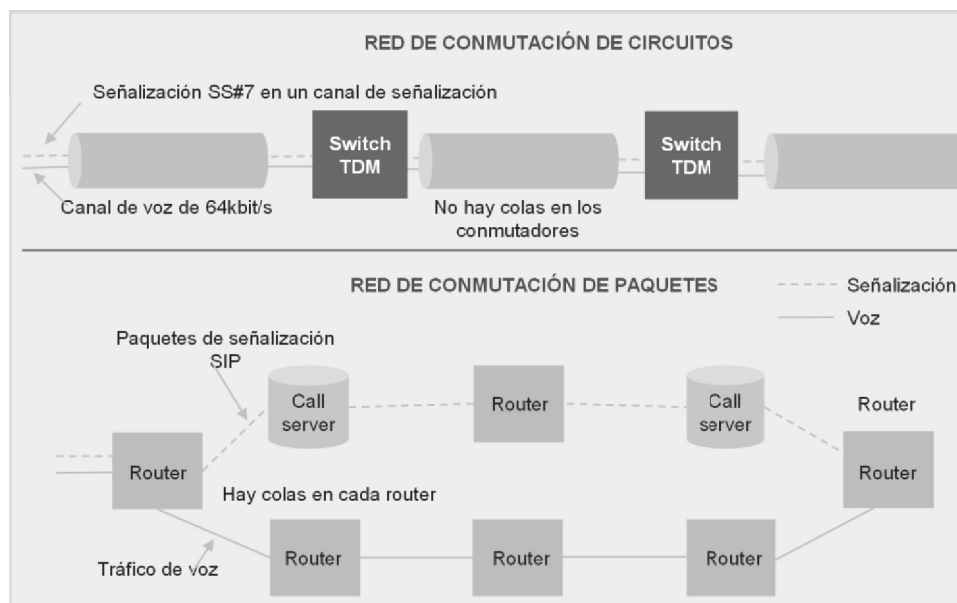 RED DE CONMUTACIÓN DE CIRCUITOS
Señalización SS#7 en un canal de señalización
Switch
TDM
Switch
TDM
Canal de voz de 64kbit/s
No hay colas en los
conmutadores
RED DE CONMUTACIÓN DE PAQUETES
Señalización
Voz
Paquetes de señalización
SIP
Call
server
Router
Call
server
Router
Router
Router
Hay colas en cada router
Router
Router
Router
Tráfico de voz